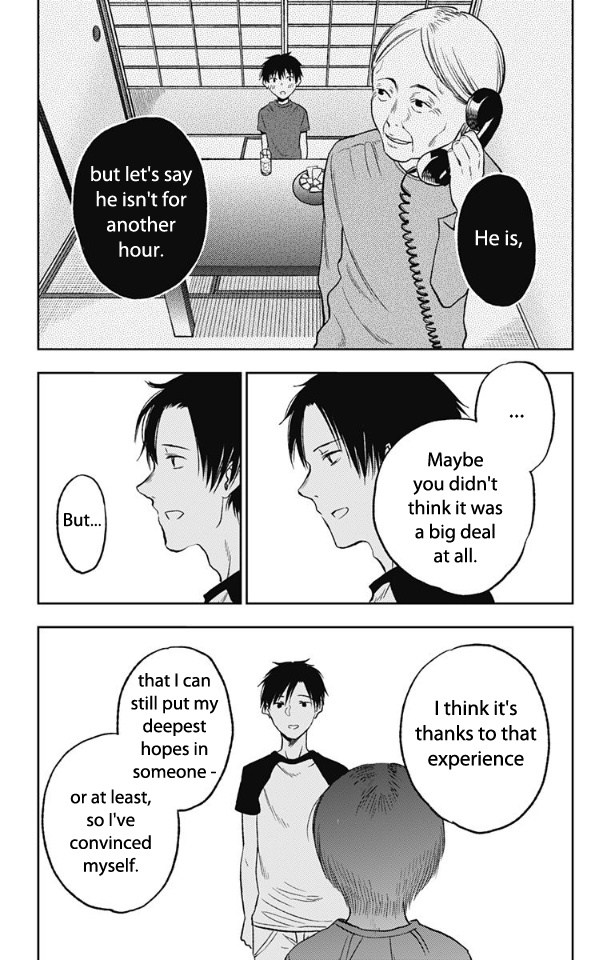 He is,
but let's say
he isn't for
another
hour.
...
Maybe
you didn't
think it was
a big deal
at all.
But...
I think it's
thanks to that
experience
that I can
still put my
deepest
hopes in
someone -
or at least,
so I've
convinced
myself.